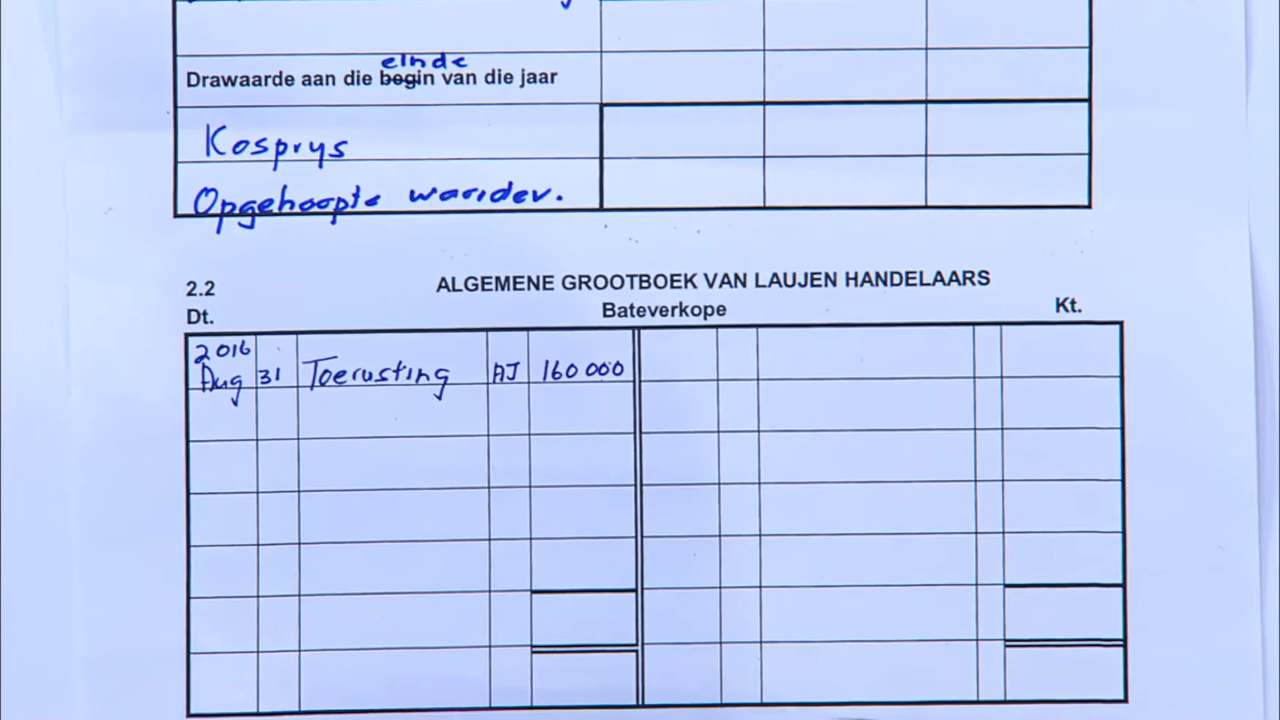 einde
Drawaarde aan die begin van die jaar
Kosprys
Opgehoopte waardev.
2.2 ALGEMENE GROOTBOEK VAN LAUJEN HANDELAARS
Dt. Bateverkope Kt.
2016
Aug 31 Toerusting AJ 160 000